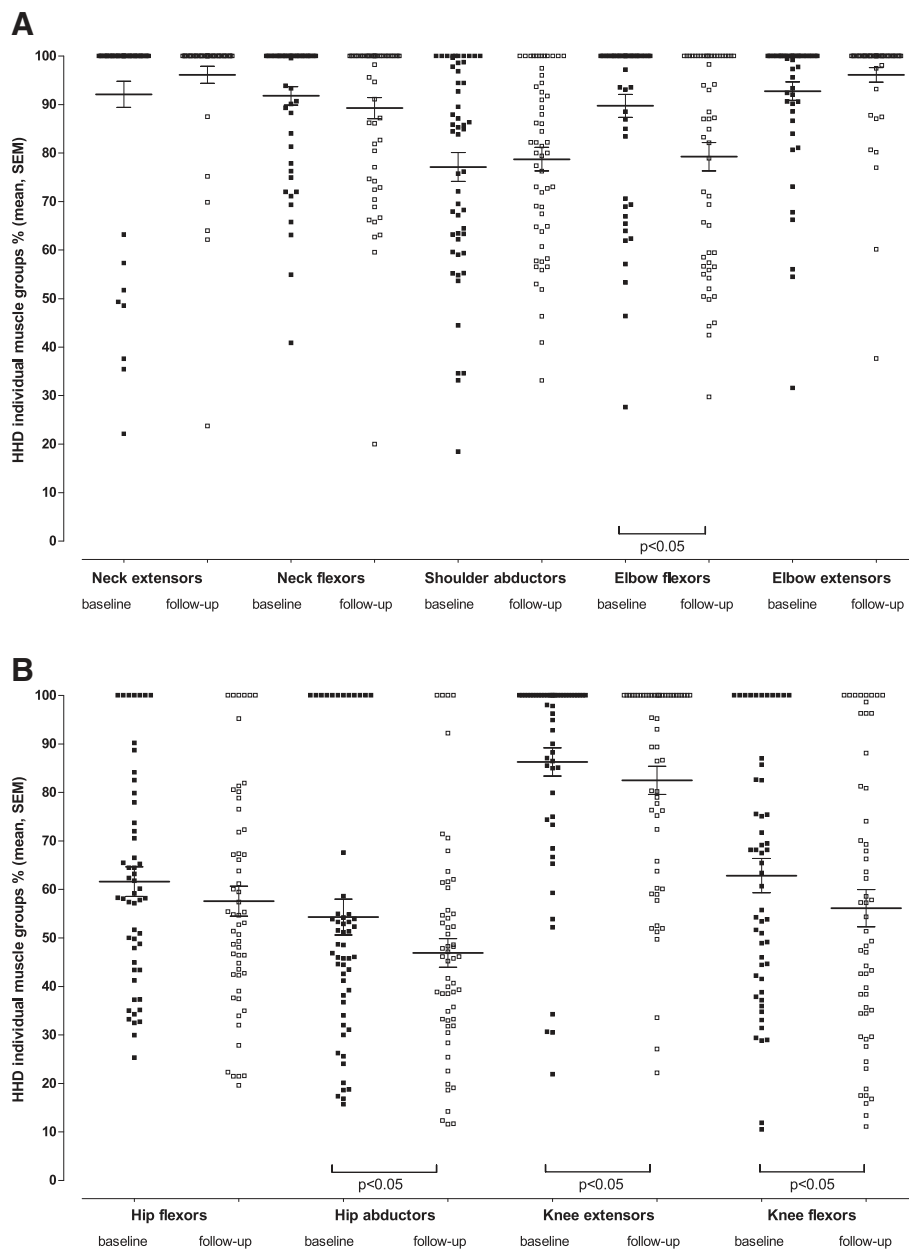 A
HHD individual muscle groups % (mean, SEM)
100
90
80
70
60
50
40
30
20
10
0
p<0.05
Neck extensors Neck flexors Shoulder abductors Elbow flexors Elbow extensors
baseline follow-up baseline follow-up baseline follow-up baseline follow-up baseline follow-up
B
HHD individual muscle groups % (mean, SEM)
100
90
80
70
60
50
40
30
20
10
0
p<0.05 p<0.05 p<0.05
Hip flexors Hip abductors Knee extensors Knee flexors
baseline follow-up baseline follow-up baseline follow-up baseline follow-up